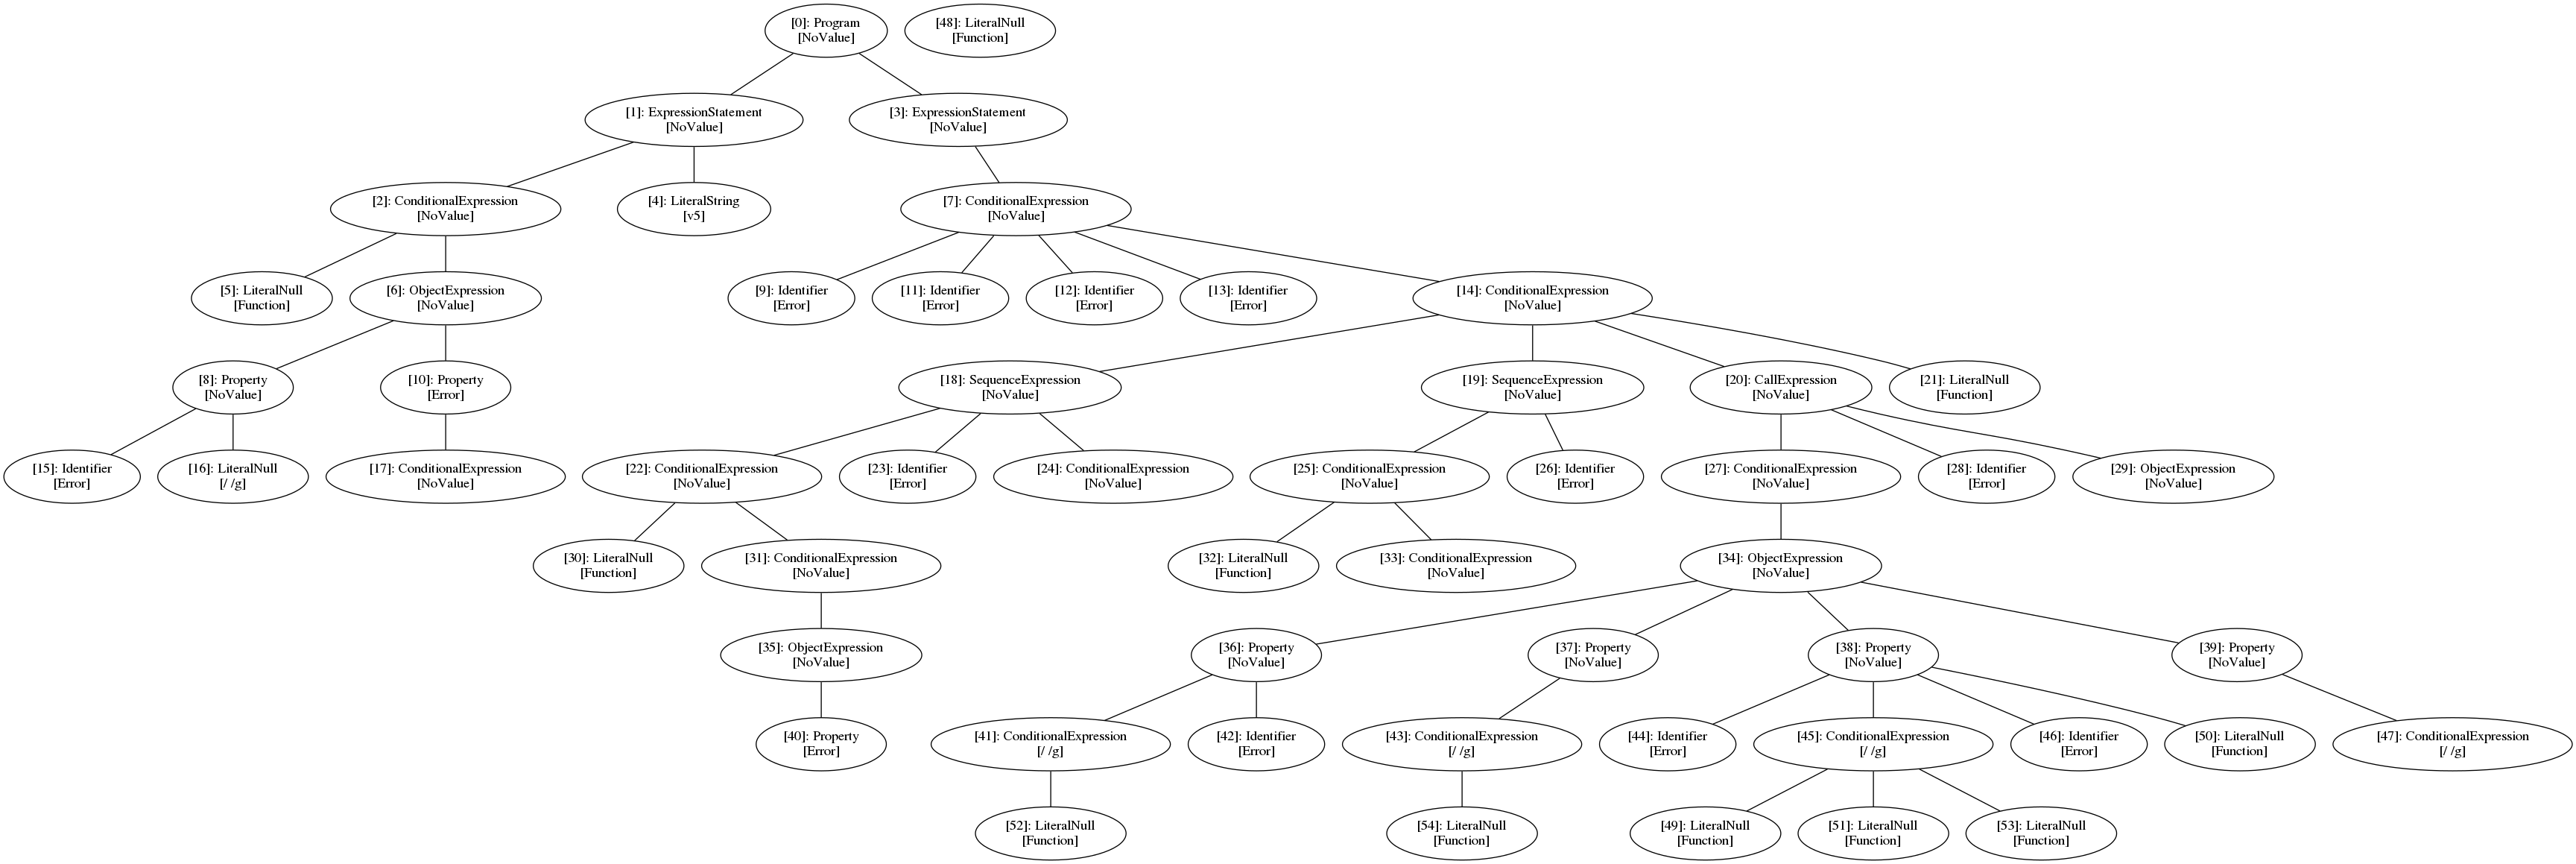 [0]: Program
[NoValue]
[48]: LiteralNull
[Function]
[1]: ExpressionStatement
[NoValue]
[3]: ExpressionStatement
[NoValue]
[2]: ConditionalExpression
[NoValue]
[4]: LiteralString
[v5]
[7]: ConditionalExpression
[NoValue]
[5]: LiteralNull
[Function]
[6]: ObjectExpression
[NoValue]
[9]: Identifier
[Error]
[11]: Identifier
[Error]
[12]: Identifier
[Error]
[13]: Identifier
[Error]
[14]: ConditionalExpression
[NoValue]
[8]: Property
[NoValue]
[10]: Property
[Error]
[18]: SequenceExpression
[NoValue]
[19]: SequenceExpression
[NoValue]
[20]: CallExpression
[NoValue]
[21]: LiteralNull
[Function]
[15]: Identifier
[Error]
[16]: LiteralNull
[/ /g]
[17]: ConditionalExpression
[NoValue]
[22]: ConditionalExpression
[NoValue]
[23]: Identifier
[Error]
[24]: ConditionalExpression
[NoValue]
[25]: ConditionalExpression
[NoValue]
[26]: Identifier
[Error]
[27]: ConditionalExpression
[NoValue]
[28]: Identifier
[Error]
[29]: ObjectExpression
[NoValue]
[30]: LiteralNull
[Function]
[31]: ConditionalExpression
[NoValue]
[32]: LiteralNull
[Function]
[33]: ConditionalExpression
[NoValue]
[34]: ObjectExpression
[NoValue]
[35]: ObjectExpression
[NoValue]
[36]: Property
[NoValue]
[37]: Property
[NoValue]
[38]: Property
[NoValue]
[39]: Property
[NoValue]
[40]: Property
[Error]
[41]: ConditionalExpression
[/ /g]
[42]: Identifier
[Error]
[43]: ConditionalExpression
[/ /g]
[44]: Identifier
[Error]
[45]: ConditionalExpression
[/ /g]
[46]: Identifier
[Error]
[50]: LiteralNull
[Function]
[47]: ConditionalExpression
[/ /g]
[52]: LiteralNull
[Function]
[54]: LiteralNull
[Function]
[49]: LiteralNull
[Function]
[51]: LiteralNull
[Function]
[53]: LiteralNull
[Function]